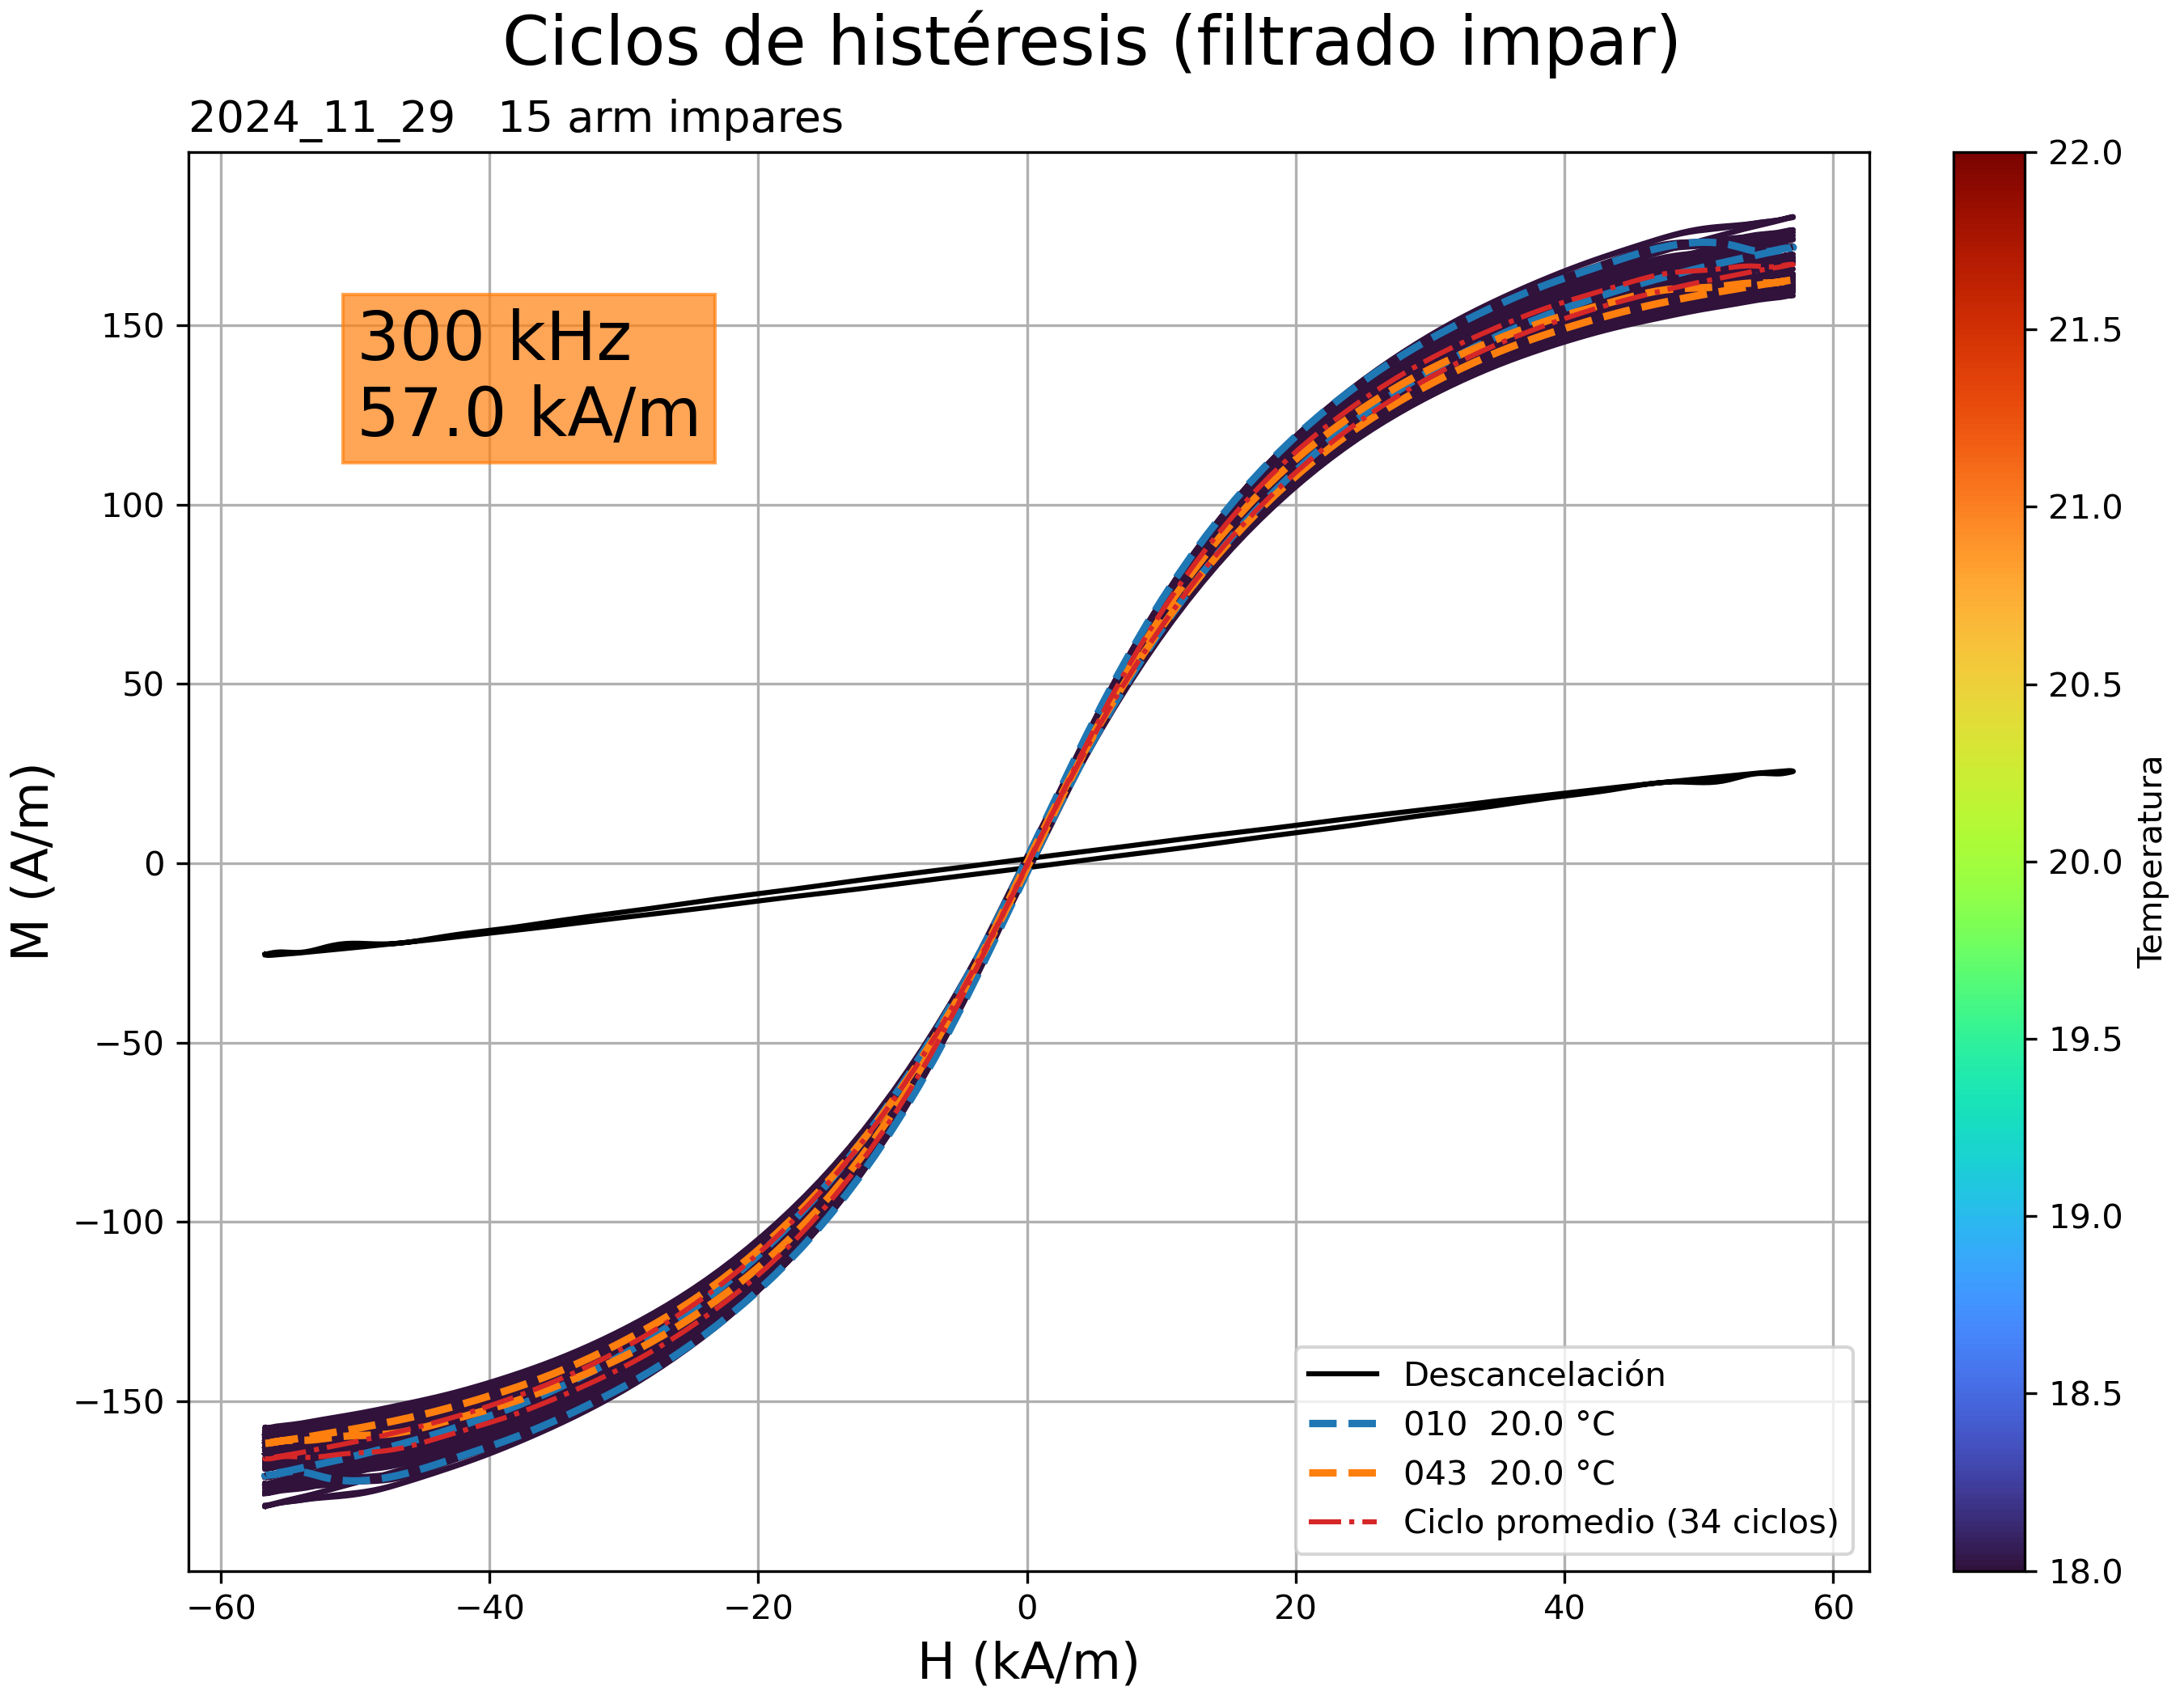 Ciclos de histéresis (filtrado impar)
2024_11_29   15 arm impares
300 kHz
57.0 kA/m
M (A/m)
150
100
50
0
−50
−100
−150
−60
−40
−20
0
20
40
60
H (kA/m)
Descancelación
010  20.0 °C
043  20.0 °C
Ciclo promedio (34 ciclos)
22.0
21.5
21.0
20.5
20.0
19.5
19.0
18.5
18.0
Temperatura